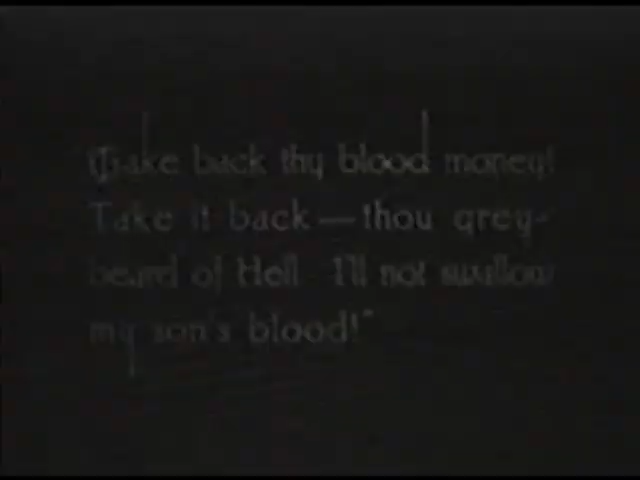 Take back thy blood money!
Take it back — thou grey-
beard of Hell I'll not swallow
my son's blood!"